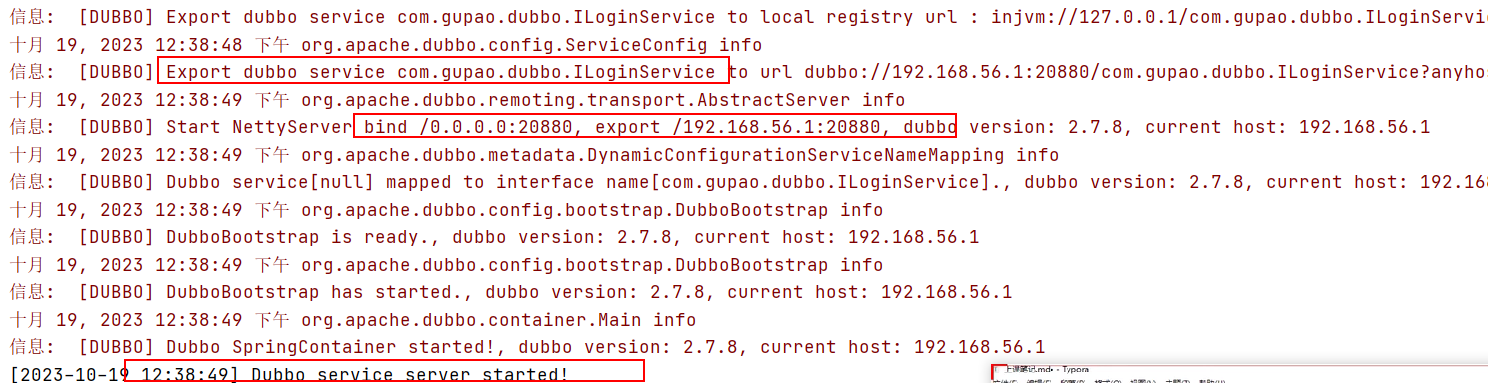 信息:  [DUBBO] Export dubbo service com.gupao.dubbo.ILoginService to local registry url : injvm://127.0.0.1/com.gupao.dubbo.ILoginServic
十月 19, 2023 12:38:48 下午 org.apache.dubbo.config.ServiceConfig info
信息:  [DUBBO] Export dubbo service com.gupao.dubbo.ILoginService to url dubbo://192.168.56.1:20880/com.gupao.dubbo.ILoginService?anyho
十月 19, 2023 12:38:49 下午 org.apache.dubbo.remoting.transport.AbstractServer info
信息:  [DUBBO] Start NettyServer bind /0.0.0.0:20880, export /192.168.56.1:20880, dubbo version: 2.7.8, current host: 192.168.56.1
十月 19, 2023 12:38:49 下午 org.apache.dubbo.metadata.DynamicConfigurationServiceNameMapping info
信息:  [DUBBO] Dubbo service[null] mapped to interface name[com.gupao.dubbo.ILoginService]., dubbo version: 2.7.8, current host: 192.16
十月 19, 2023 12:38:49 下午 org.apache.dubbo.config.bootstrap.DubboBootstrap info
信息:  [DUBBO] DubboBootstrap is ready., dubbo version: 2.7.8, current host: 192.168.56.1
十月 19, 2023 12:38:49 下午 org.apache.dubbo.config.bootstrap.DubboBootstrap info
信息:  [DUBBO] DubboBootstrap has started., dubbo version: 2.7.8, current host: 192.168.56.1
十月 19, 2023 12:38:49 下午 org.apache.dubbo.container.Main info
信息:  [DUBBO] Dubbo SpringContainer started!, dubbo version: 2.7.8, current host: 192.168.56.1
[2023-10-19 12:38:49] Dubbo service server started!
上课笔记.md• - Typora